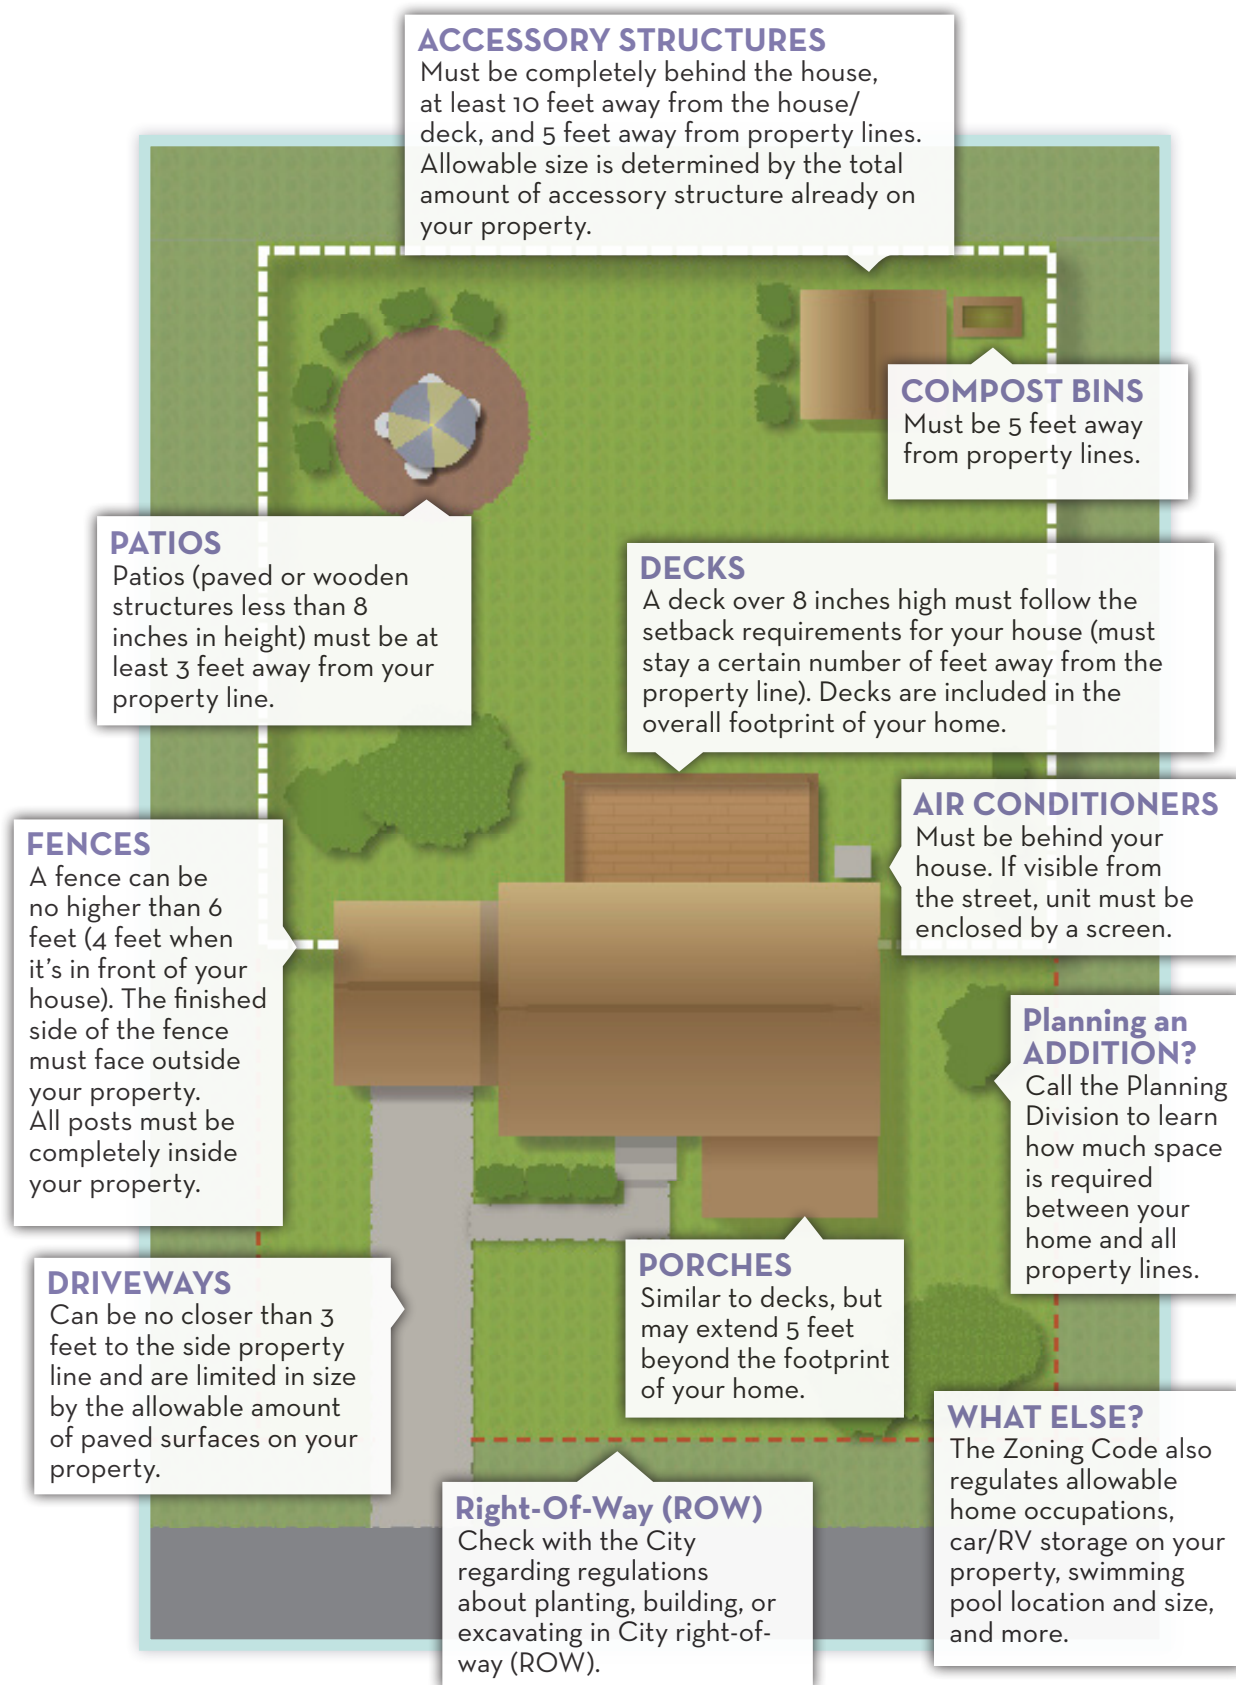 ACCESSORY STRUCTURES
Must be completely behind the house,
at least 10 feet away from the house/
deck, and 5 feet away from property lines.
Allowable size is determined by the total
amount of accessory structure already on
your property.
COMPOST BINS
Must be 5 feet away
from property lines.
PATIOS
Patios (paved or wooden
structures less than 8
inches in height) must be at
least 3 feet away from your
property line.
DECKS
A deck over 8 inches high must follow the
setback requirements for your house (must
stay a certain number of feet away from the
property line). Decks are included in the
overall footprint of your home.
AIR CONDITIONERS
Must be behind your
house. If visible from
the street, unit must be
enclosed by a screen.
FENCES
A fence can be
no higher than 6
feet (4 feet when
it's in front of your
house). The finished
side of the fence
must face outside
your property.
All posts must be
completely inside
your property.
Planning an
ADDITION?
Call the Planning
Division to learn
how much space
is required
between your
home and all
property lines.
DRIVEWAYS
Can be no closer than 3
feet to the side property
line and are limited in size
by the allowable amount
of paved surfaces on your
property.
PORCHES
Similar to decks, but
may extend 5 feet
beyond the footprint
of your home.
WHAT ELSE?
The Zoning Code also
regulates allowable
home occupations,
car/RV storage on your
property, swimming
pool location and size,
and more.
Right-Of-Way (ROW)
Check with the City
regarding regulations
about planting, building, or
excavating in City right-of-
way (ROW).